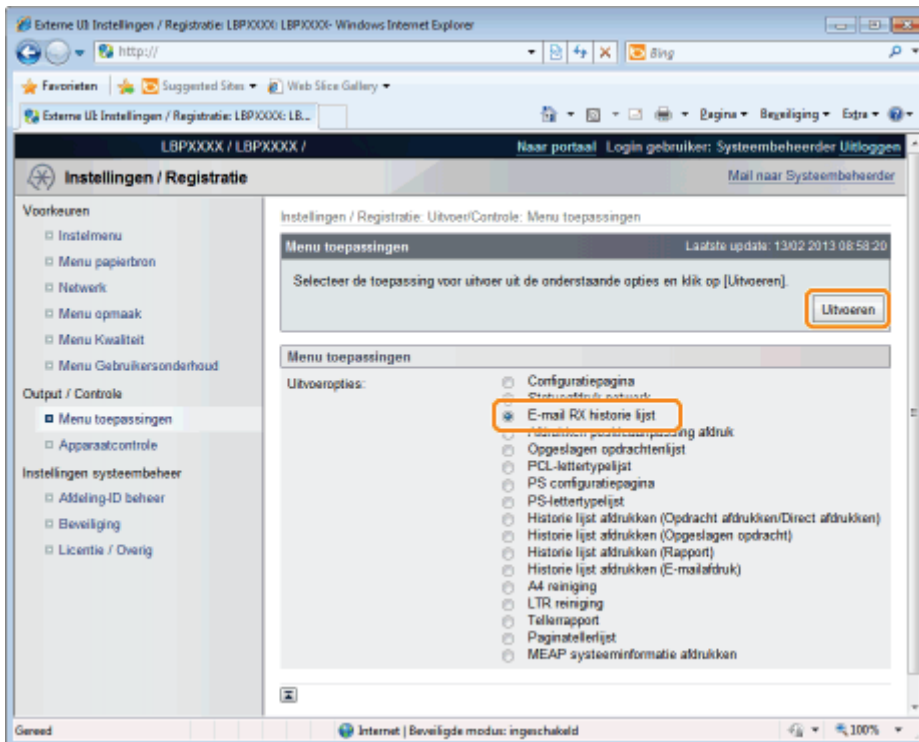 Externe UI: Instellingen / Registratie: LBPXXXX: LBPXXXX- Windows Internet Explorer
http://
Bing
Favorieten Suggested Sites Web Slice Gallery
Externe UI: Instellingen / Registratie: LBPXXXX: LB...
Pagina Beveiliging Extra
LBPXXXX / LBPXXXX /
Naar portaal Login gebruiker: Systeembeheerder Uitloggen
Instellingen / Registratie
Mail naar Systeembeheerder
Voorkeuren
Instelmenu
Menu papierbron
Netwerk
Menu opmaak
Menu Kwaliteit
Menu Gebruikersonderhoud
Output / Controle
Menu toepassingen
Apparaatcontrole
Instellingen systeembeheer
Afdeling-ID beheer
Beveiliging
Licentie / Overig
Instellingen / Registratie: Uitvoer/Controle: Menu toepassingen
Menu toepassingen
Laatste update: 13/02 2013 08:58:20
Selecteer de toepassing voor uitvoer uit de onderstaande opties en klik op [Uitvoeren].
Uitvoeren
Menu toepassingen
Uitvoeropties:
Configuratiepagina
E-mail RX historie lijst
afdruk
Opgeslagen opdrachtenlijst
PCL-lettertypelijst
PS configuratiepagina
PS-lettertypelijst
Historie lijst afdrukken (Opdracht afdrukken/Direct afdrukken)
Historie lijst afdrukken (Opgeslagen opdracht)
Historie lijst afdrukken (Rapport)
Historie lijst afdrukken (E-mailafdruk)
A4 reiniging
LTR reiniging
Tellerrapport
Paginatellerlijst
MEAP systeeminformatie afdrukken
Gereed
Internet | Beveiligde modus: ingeschakeld
100%